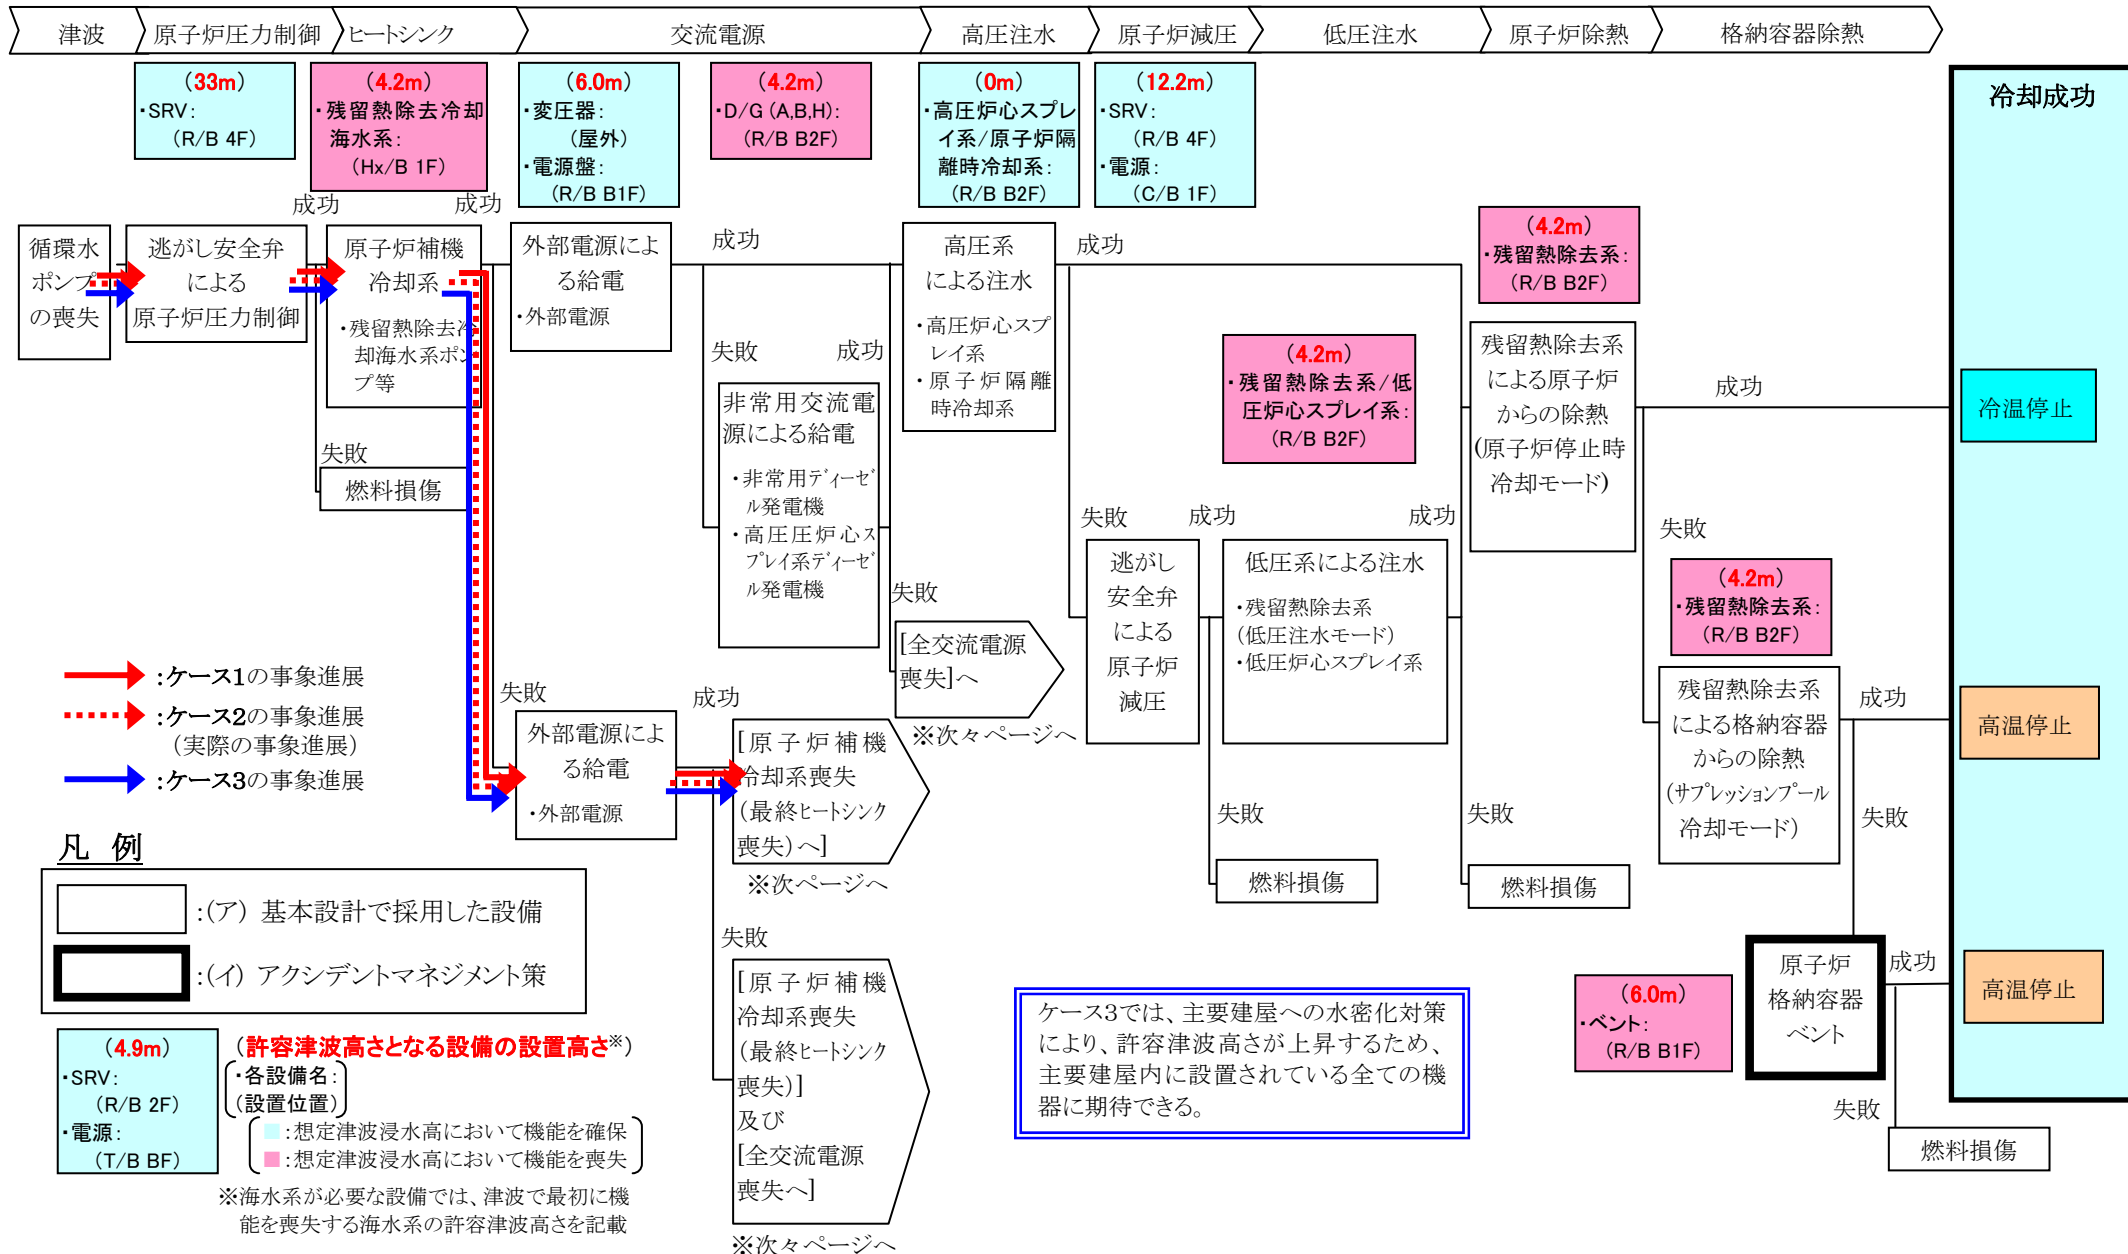 津波
原子炉圧力制御
ヒートシンク
交流電源
高圧注水
原子炉減圧
低圧注水
原子炉除熱
格納容器除熱
（33m）
・SRV：
（R/B 4F）
（4.2m）
・残留熱除去冷却
海水系：
（Hx/B 1F）
（6.0m）
・変圧器：
（屋外）
・電源盤：
（R/B B1F）
（4.2m）
・D/G（A,B,H）：
（R/B B2F）
（0m）
・高圧炉心スプレ
イ系/原子炉隔
離時冷却系：
（R/B B2F）
（12.2m）
・SRV：
（R/B 4F）
・電源：
（C/B 1F）
冷却成功
成功
成功
循環水
ポンプ
の喪失
逃がし安全弁
による
原子炉圧力制御
原子炉補機
冷却系
・残留熱除去冷
却海水系ポン
プ等
外部電源によ
る給電
・外部電源
成功
高圧系
による注水
・高圧炉心スプ
レイ系
・原子炉隔離
時冷却系
成功
（4.2m）
・残留熱除去系：
（R/B B2F）
失敗
成功
（4.2m）
・残留熱除去系/低
圧炉心スプレイ系：
（R/B B2F）
残留熱除去系
による原子炉
からの除熱
（原子炉停止時
冷却モード）
成功
冷温停止
失敗
燃料損傷
非常用交流電
源による給電
・非常用ディーゼ
ル発電機
・高圧圧炉心ス
プレイ系ディーゼ
ル発電機
失敗
成功
成功
失敗
逃がし
安全弁
による
原子炉
減圧
低圧系による注水
・残留熱除去系
（低圧注水モード）
・低圧炉心スプレイ系
（4.2m）
・残留熱除去系：
（R/B B2F）
失敗
[全交流電源
喪失]へ
※次々ページへ
：ケース1の事象進展
：ケース2の事象進展
（実際の事象進展）
：ケース3の事象進展
失敗
成功
外部電源によ
る給電
・外部電源
[原子炉補機
冷却系喪失
（最終ヒートシンク
喪失）へ]
※次ページへ
残留熱除去系
による格納容器
からの除熱
（サプレッションプール
冷却モード）
成功
高温停止
失敗
失敗
失敗
燃料損傷
燃料損傷
凡 例
：（ア） 基本設計で採用した設備
：（イ） アクシデントマネジメント策
失敗
[原子炉補機
冷却系喪失
（最終ヒートシンク
喪失）]
及び
[全交流電源
喪失へ]
※次々ページへ
ケース3では、主要建屋への水密化対策
により、許容津波高さが上昇するため、
主要建屋内に設置されている全ての機
器に期待できる。
（6.0m）
・ベント：
（R/B B1F）
原子炉
格納容器
ベント
成功
高温停止
失敗
燃料損傷
（4.9m）
・SRV：
（R/B 2F）
・電源：
（T/B BF）
（許容津波高さとなる設備の設置高さ※）
・各設備名：
（設置位置）
：想定津波浸水高において機能を確保
：想定津波浸水高において機能を喪失
※海水系が必要な設備では、津波で最初に機
能を喪失する海水系の許容津波高さを記載